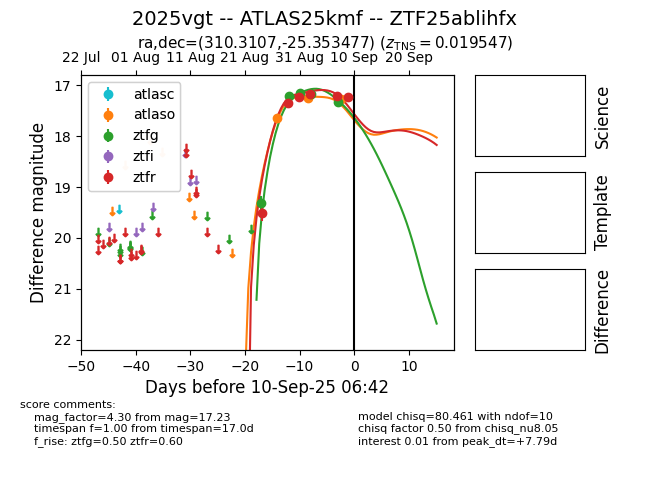 2025vgt -- ATLAS25kmf -- ZTF25ablihfx
ra,dec=(310.3107,-25.353477) (z_TNS = 0.019547)
22 Jul 01 Aug 11 Aug 21 Aug 31 Aug 10 Sep 20 Sep
atlasc
atlaso
ztfg
ztfi
ztfr
17
18
19
20
21
22
Difference magnitude
−50 −40 −30 −20 −10 0 10
Days before 10-Sep-25 06:42
Science
Template
Difference
score comments:
mag_factor=4.30 from mag=17.23
timespan f=1.00 from timespan=17.0d
f_rise: ztfg=0.50 ztfr=0.60
model chisq=80.461 with ndof=10
chisq factor 0.50 from chisq_nu8.05
interest 0.01 from peak_dt=+7.79d